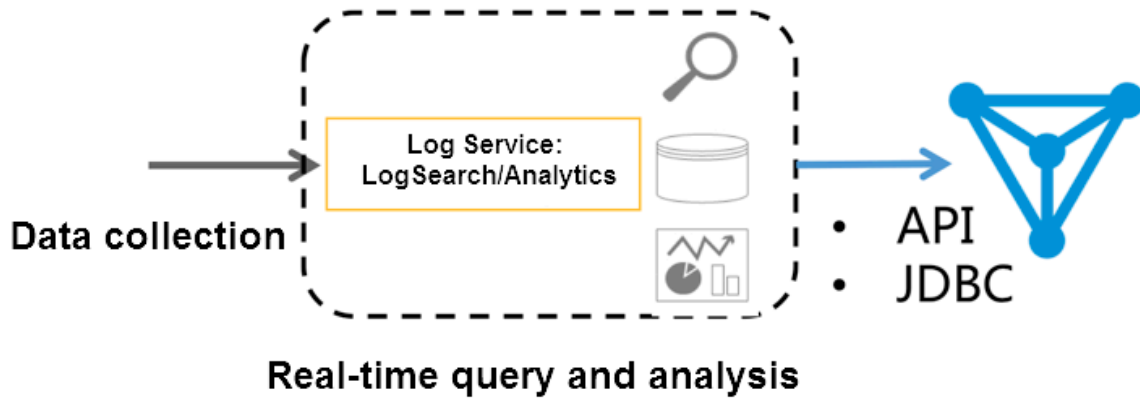 Log Service:
LogSearch/Analytics
Data collection
• API
• JDBC
Real-time query and analysis